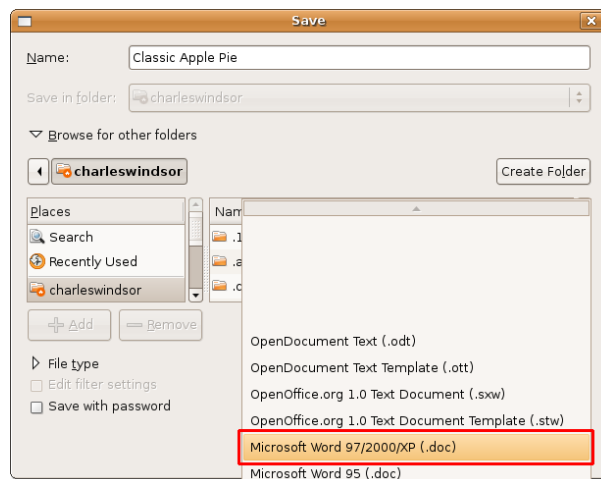 Save
Name: Classic Apple Pie
Save in folder: charleswindsor
Browse for other folders
charleswindsor Create Folder
Places
Search
Recently Used
charleswindsor
Nam
.1
.a
Add Remove
File type
Edit filter settings
Save with password
OpenDocument Text (.odt)
OpenDocument Text Template (.ott)
OpenOffice.org 1.0 Text Document (.sxw)
OpenOffice.org 1.0 Text Document Template (.stw)
Microsoft Word 97/2000/XP (.doc)
Microsoft Word 95 (.doc)